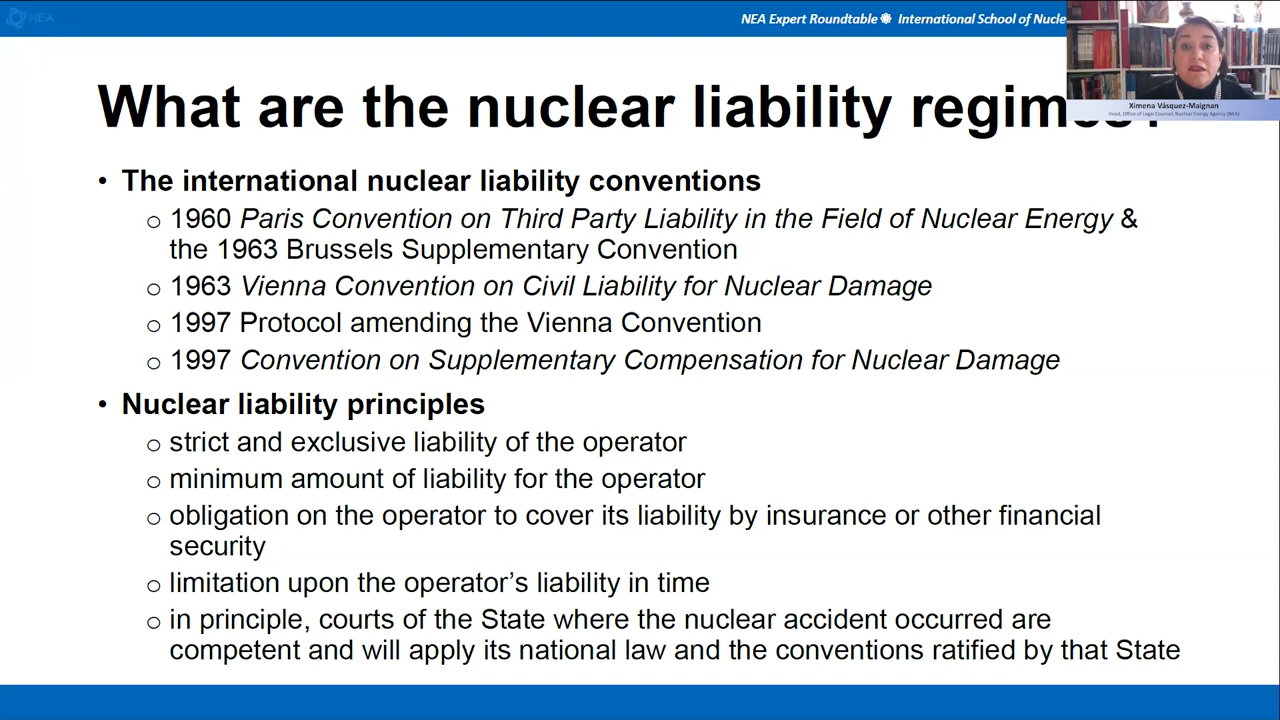 NEA
NEA Expert Roundtable ❋ International School of Nucle
Ximena Vásquez-Maignan
Head, Office of Legal Counsel, Nuclear Energy Agency (NEA)
What are the nuclear liability regimes?
• The international nuclear liability conventions
o 1960 Paris Convention on Third Party Liability in the Field of Nuclear Energy &
the 1963 Brussels Supplementary Convention
o 1963 Vienna Convention on Civil Liability for Nuclear Damage
o 1997 Protocol amending the Vienna Convention
o 1997 Convention on Supplementary Compensation for Nuclear Damage
• Nuclear liability principles
o strict and exclusive liability of the operator
o minimum amount of liability for the operator
o obligation on the operator to cover its liability by insurance or other financial
security
o limitation upon the operator’s liability in time
o in principle, courts of the State where the nuclear accident occurred are
competent and will apply its national law and the conventions ratified by that State